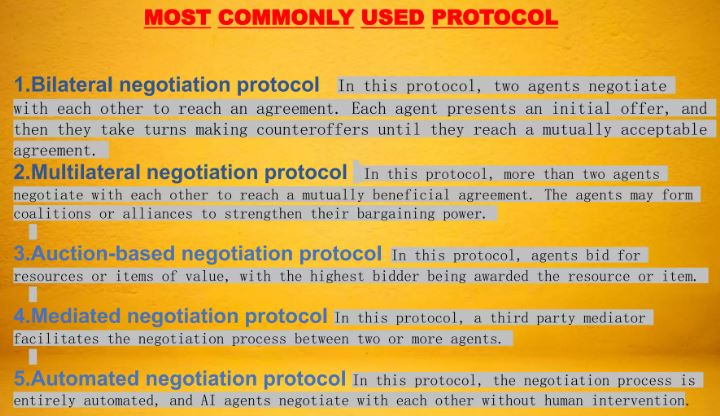 MOST COMMONLY USED PROTOCOL
1.Bilateral negotiation protocol In this protocol, two agents negotiate
with each other to reach an agreement. Each agent presents an initial offer, and
then they take turns making counteroffers until they reach a mutually acceptable
agreement.
2.Multilateral negotiation protocol In this protocol, more than two agents
negotiate with each other to reach a mutually beneficial agreement. The agents may form
coalitions or alliances to strengthen their bargaining power.
3.Auction-based negotiation protocol In this protocol, agents bid for
resources or items of value, with the highest bidder being awarded the resource or item.
4.Mediated negotiation protocol In this protocol, a third party mediator
facilitates the negotiation process between two or more agents.
5.Automated negotiation protocol In this protocol, the negotiation process is
entirely automated, and AI agents negotiate with each other without human intervention.